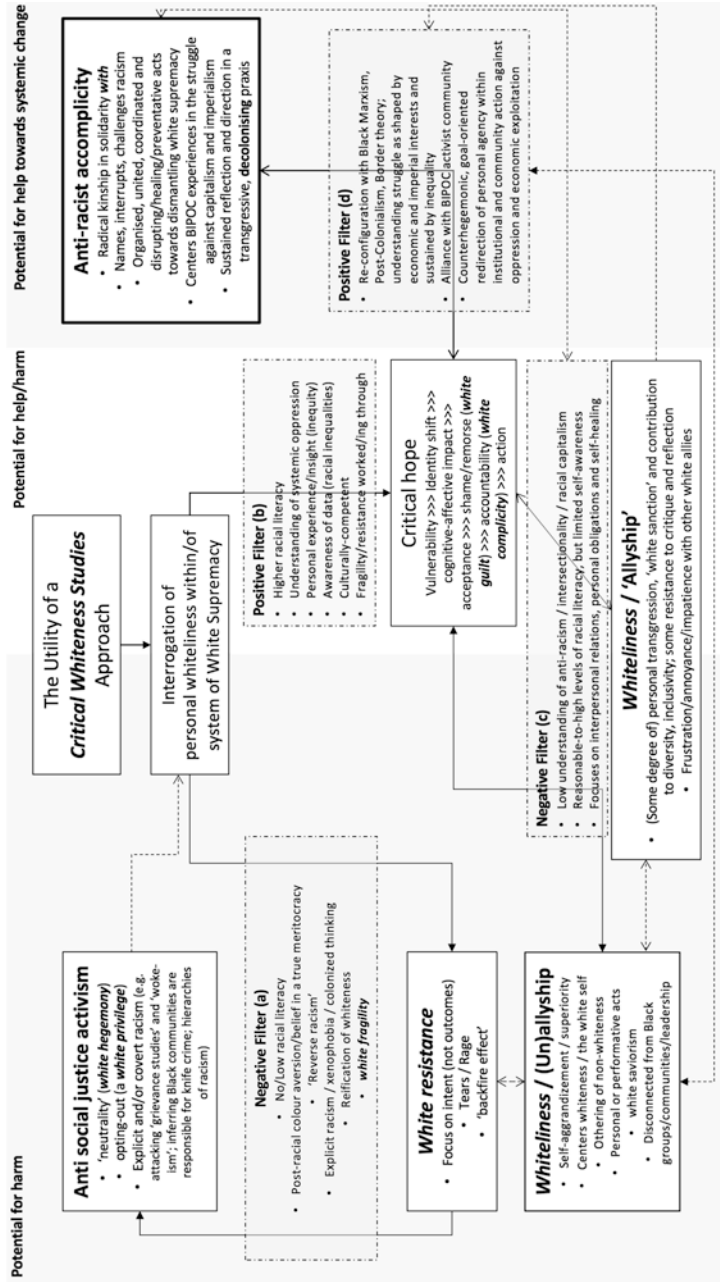 Potential for harm
Potential for help/harm
Potential for help towards systemic change
The Utility of a
Critical Whiteness Studies
Approach
Interrogation of
personal whiteliness within/of
system of White Supremacy
Anti social justice activism
• 'neutrality' (white hegemony)
• opting-out (a white privilege)
• Explicit and/or covert racism (e.g.
attacking 'grievance studies' and 'woke-
ism'; inferring Black communities are
responsible for knife crime; hierarchies
of racism)
Negative Filter (a)
• No/Low racial literacy
• Post-racial colour aversion/belief in a true meritocracy
• 'Reverse racism'
• Explicit racism / xenophobia / colonized thinking
• Reification of whiteness
• white fragility
White resistance
• Focus on intent (not outcomes)
• Tears / Rage
• 'backfire effect'
Whiteliness / (Un)allyship
• Self-aggrandizement / superiority
• Centers whiteness / the white self
• Othering of non-whiteness
• Personal or performative acts
• white saviorism
• Disconnected from Black
groups/communities/leadership
Positive Filter (b)
• Higher racial literacy
• Understanding of systemic oppression
• Personal experience/insight (inequity)
• Awareness of data (racial inequalities)
• Culturally-competent
• Fragility/resistance worked/ing through
Critical hope
Vulnerability >>> Identity shift >>>
cognitive-affective impact >>>
acceptance >>> shame/remorse (white
guilt) >>> accountability (white
complicity) >>> action
Negative Filter (c)
• Low understanding of anti-racism / intersectionality / racial capitalism
• Reasonable-to-high levels of racial literacy, but limited self-awareness
• Focuses on interpersonal relations, personal obligations and self-healing
Whiteliness / 'Allyship'
• (Some degree of) personal transgression, 'white sanction' and contribution
to diversity, inclusivity; some resistance to critique and reflection
• Frustration/annoyance/impatience with other white allies
Anti-racist accomplicity
• Radical kinship in solidarity with
• Names, interrupts, challenges racism
• Organised, united, coordinated and
disrupting/healing/preventative acts
towards dismantling white supremacy
• Centers BIPOC experiences in the struggle
against capitalism and imperialism
• Sustained reflection and direction in a
transgressive, decolonising praxis
Positive Filter (d)
• Re-configuration with Black Marxism,
Post-Colonialism, Border theory;
understanding struggle as shaped by
economic and imperial interests and
sustained by inequality
• Alliance with BIPOC activist community
• Counterhegemonic, goal-oriented
redirection of personal agency within
institutional and community action against
oppression and economic exploitation